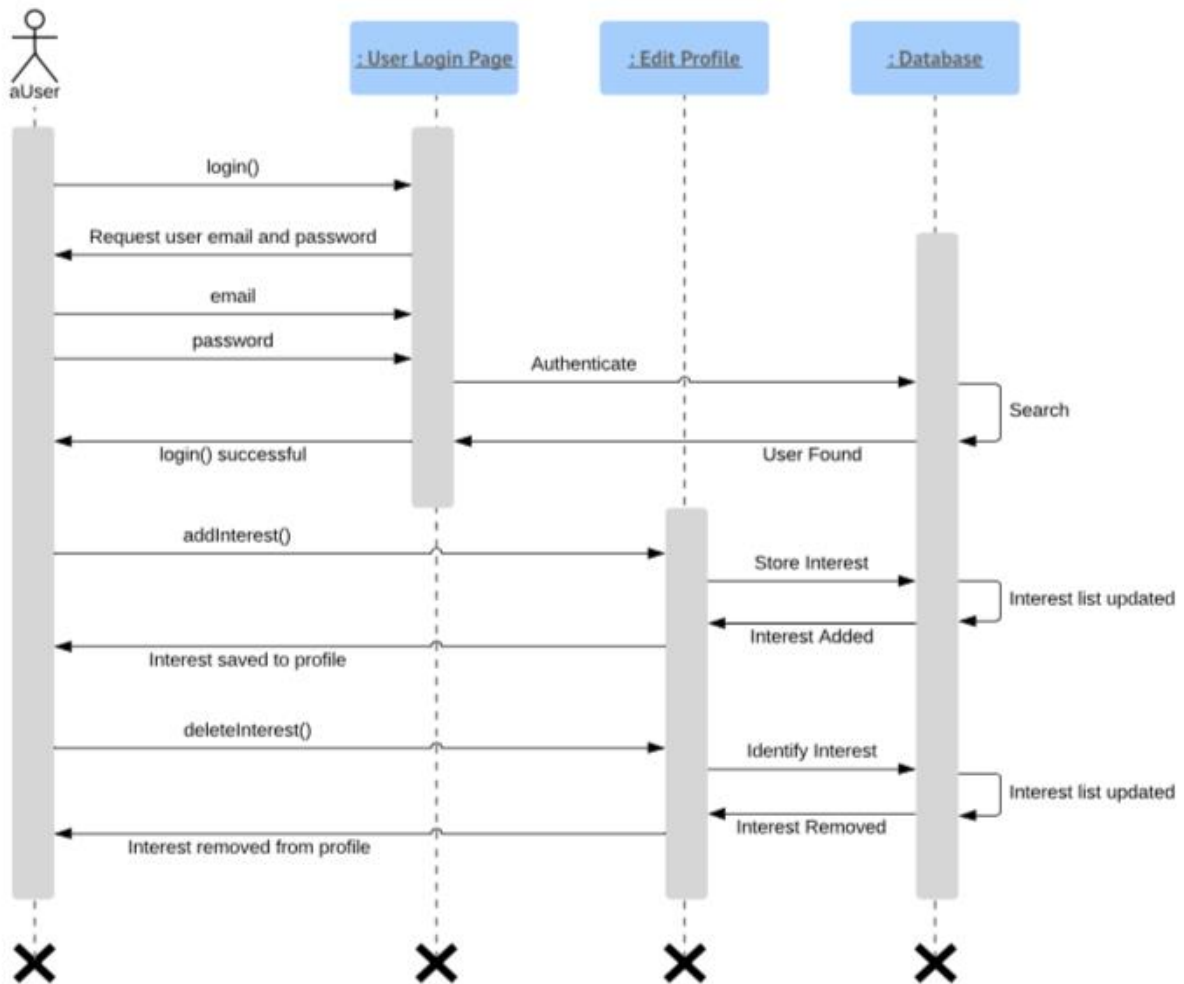 aUser
: User Login Page
: Edit Profile
: Database
login()
Request user email and password
email
password
Authenticate
Search
login() successful
User Found
addInterest()
Store Interest
Interest list updated
Interest Added
Interest saved to profile
deleteInterest()
Identify Interest
Interest list updated
Interest Removed
Interest removed from profile